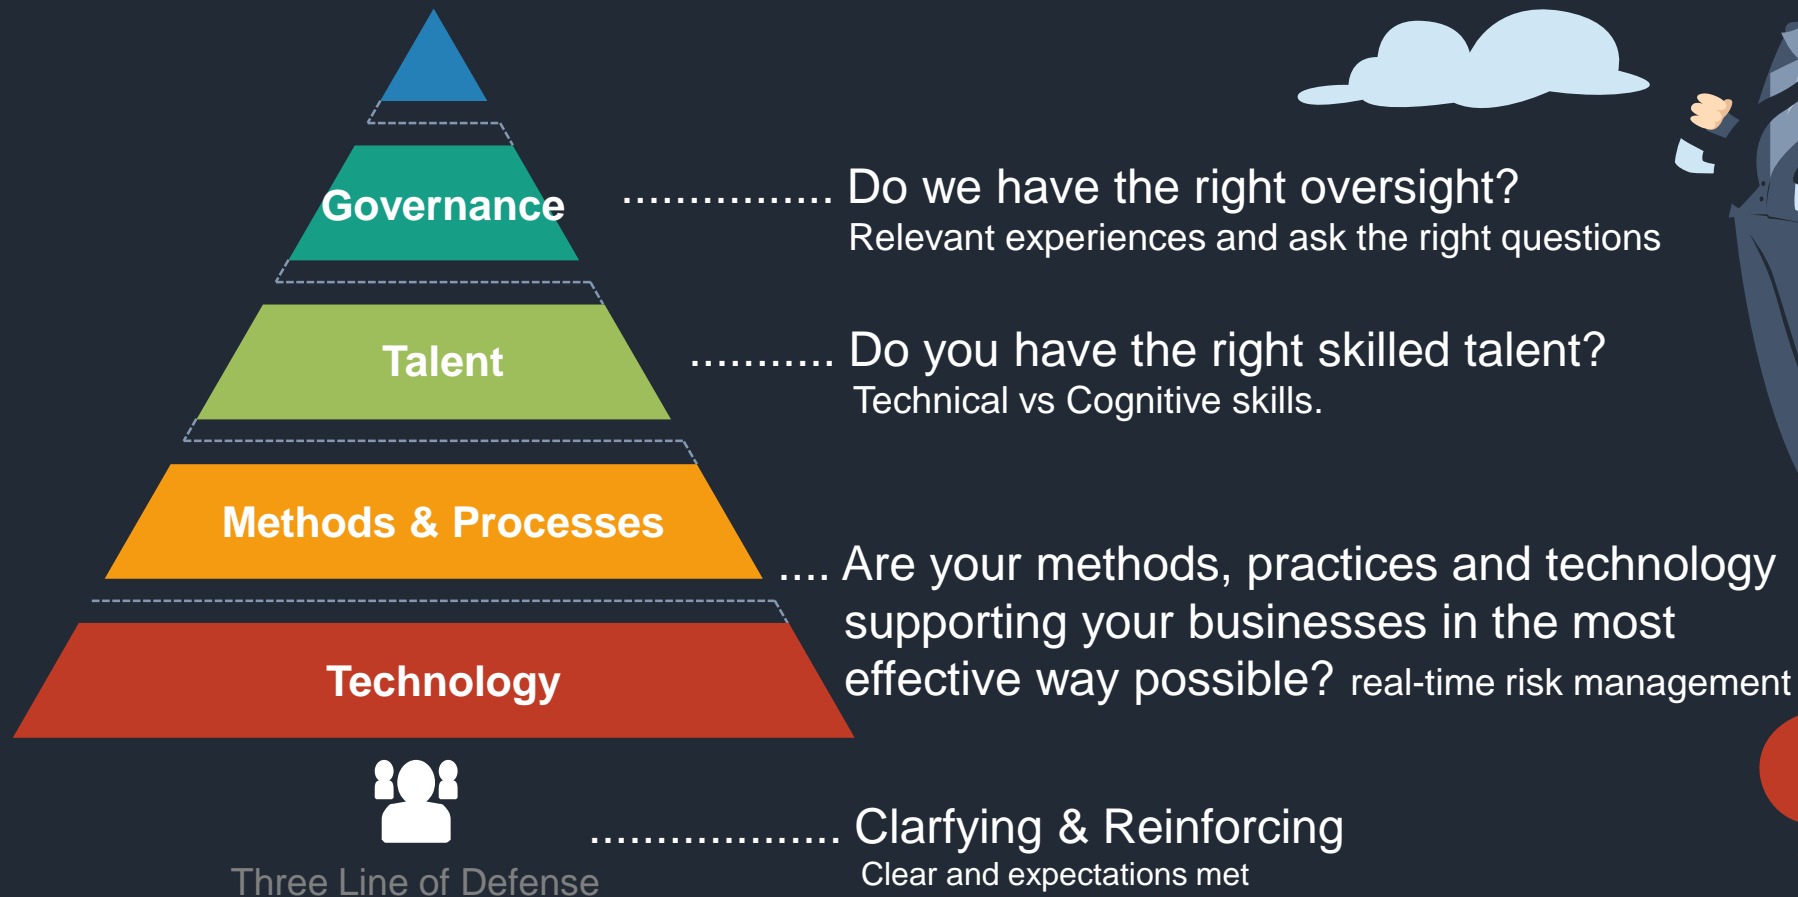 Governance
................ Do we have the right oversight?
Relevant experiences and ask the right questions
Talent
........... Do you have the right skilled talent?
Technical vs Cognitive skills.
Methods & Processes
.... Are your methods, practices and technology
supporting your businesses in the most
effective way possible? real-time risk management
Technology
................... Clarfying & Reinforcing
Clear and expectations met
Three Line of Defense